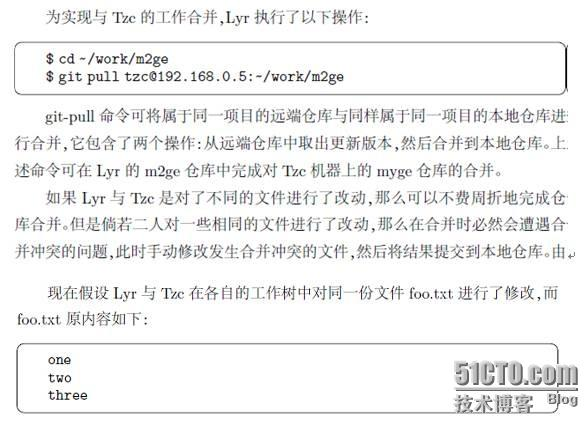 为实现与 Tzc 的工作合并,Lyr 执行了以下操作:
$ cd ~/work/m2ge
$ git pull tzc@192.168.0.5:~/work/m2ge
git-pull 命令可将属于同一项目的远端仓库与同样属于同一项目的本地仓库进
行合并,它包含了两个操作:从远端仓库中取出更新版本,然后合并到本地仓库。上
述命令可在 Lyr 的 m2ge 仓库中完成对 Tzc 机器上的 myge 仓库的合并。
如果 Lyr 与 Tzc 是对了不同的文件进行了改动,那么可以不费周折地完成仓
库合并。但是倘若二人对一些相同的文件进行了改动,那么在合并时必然会遭遇合
并冲突的问题,此时手动修改发生合并冲突的文件,然后将结果提交到本地仓库。由
现在假设 Lyr 与 Tzc 在各自的工作树中对同一份文件 foo.txt 进行了修改,而
foo.txt 原内容如下:
one
two
three
51CTO.com
技术博客 Blog